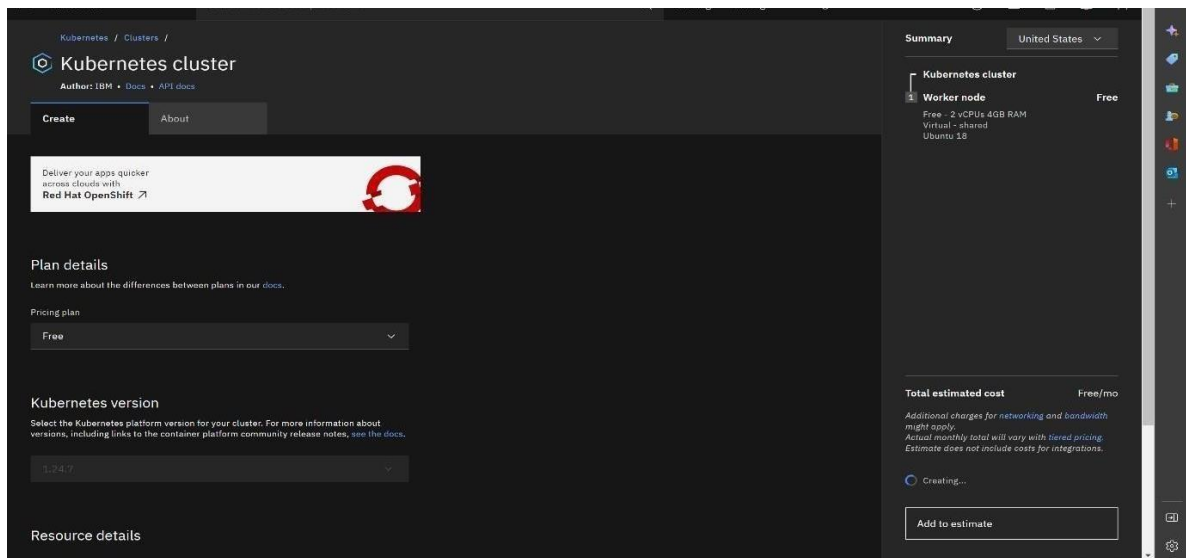 Kubernetes / Clusters /
Kubernetes cluster
Author: IBM • Docs • API docs
Create
About
Deliver your apps quicker
across clouds with
Red Hat OpenShift
Plan details
Learn more about the differences between plans in our docs.
Pricing plan
Free
Kubernetes version
Select the Kubernetes platform version for your cluster. For more information about
versions, including links to the container platform community release notes, see the docs.
1.24.7
Resource details
Summary
United States
Kubernetes cluster
1 Worker node Free
Free - 2 vCPUs 4GB RAM
Virtual - shared
Ubuntu 18
Total estimated cost Free/mo
Additional charges for networking and bandwidth
might apply.
Actual monthly total will vary with tiered pricing.
Estimate does not include costs for integrations.
Creating...
Add to estimate